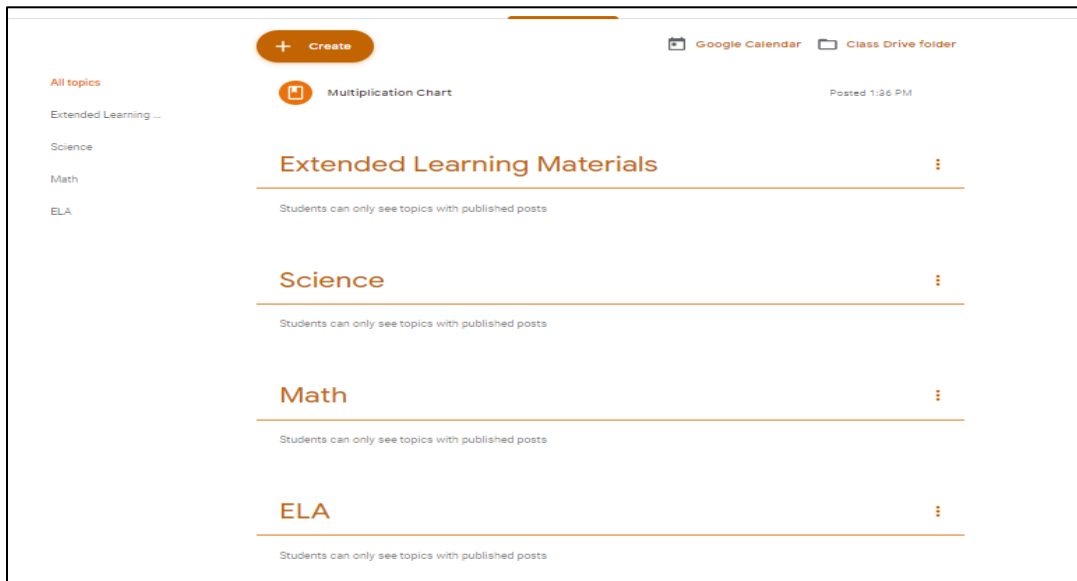 Create
Google Calendar
Class Drive folder
All topics
Extended Learning ...
Science
Math
ELA
Multiplication Chart
Posted 1:36 PM
Extended Learning Materials
Students can only see topics with published posts
Science
Students can only see topics with published posts
Math
Students can only see topics with published posts
ELA
Students can only see topics with published posts